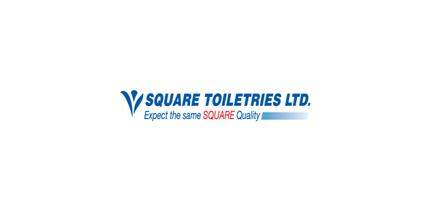 SQUARE TOILETRIES LTD.
Expect the same SQUARE Quality